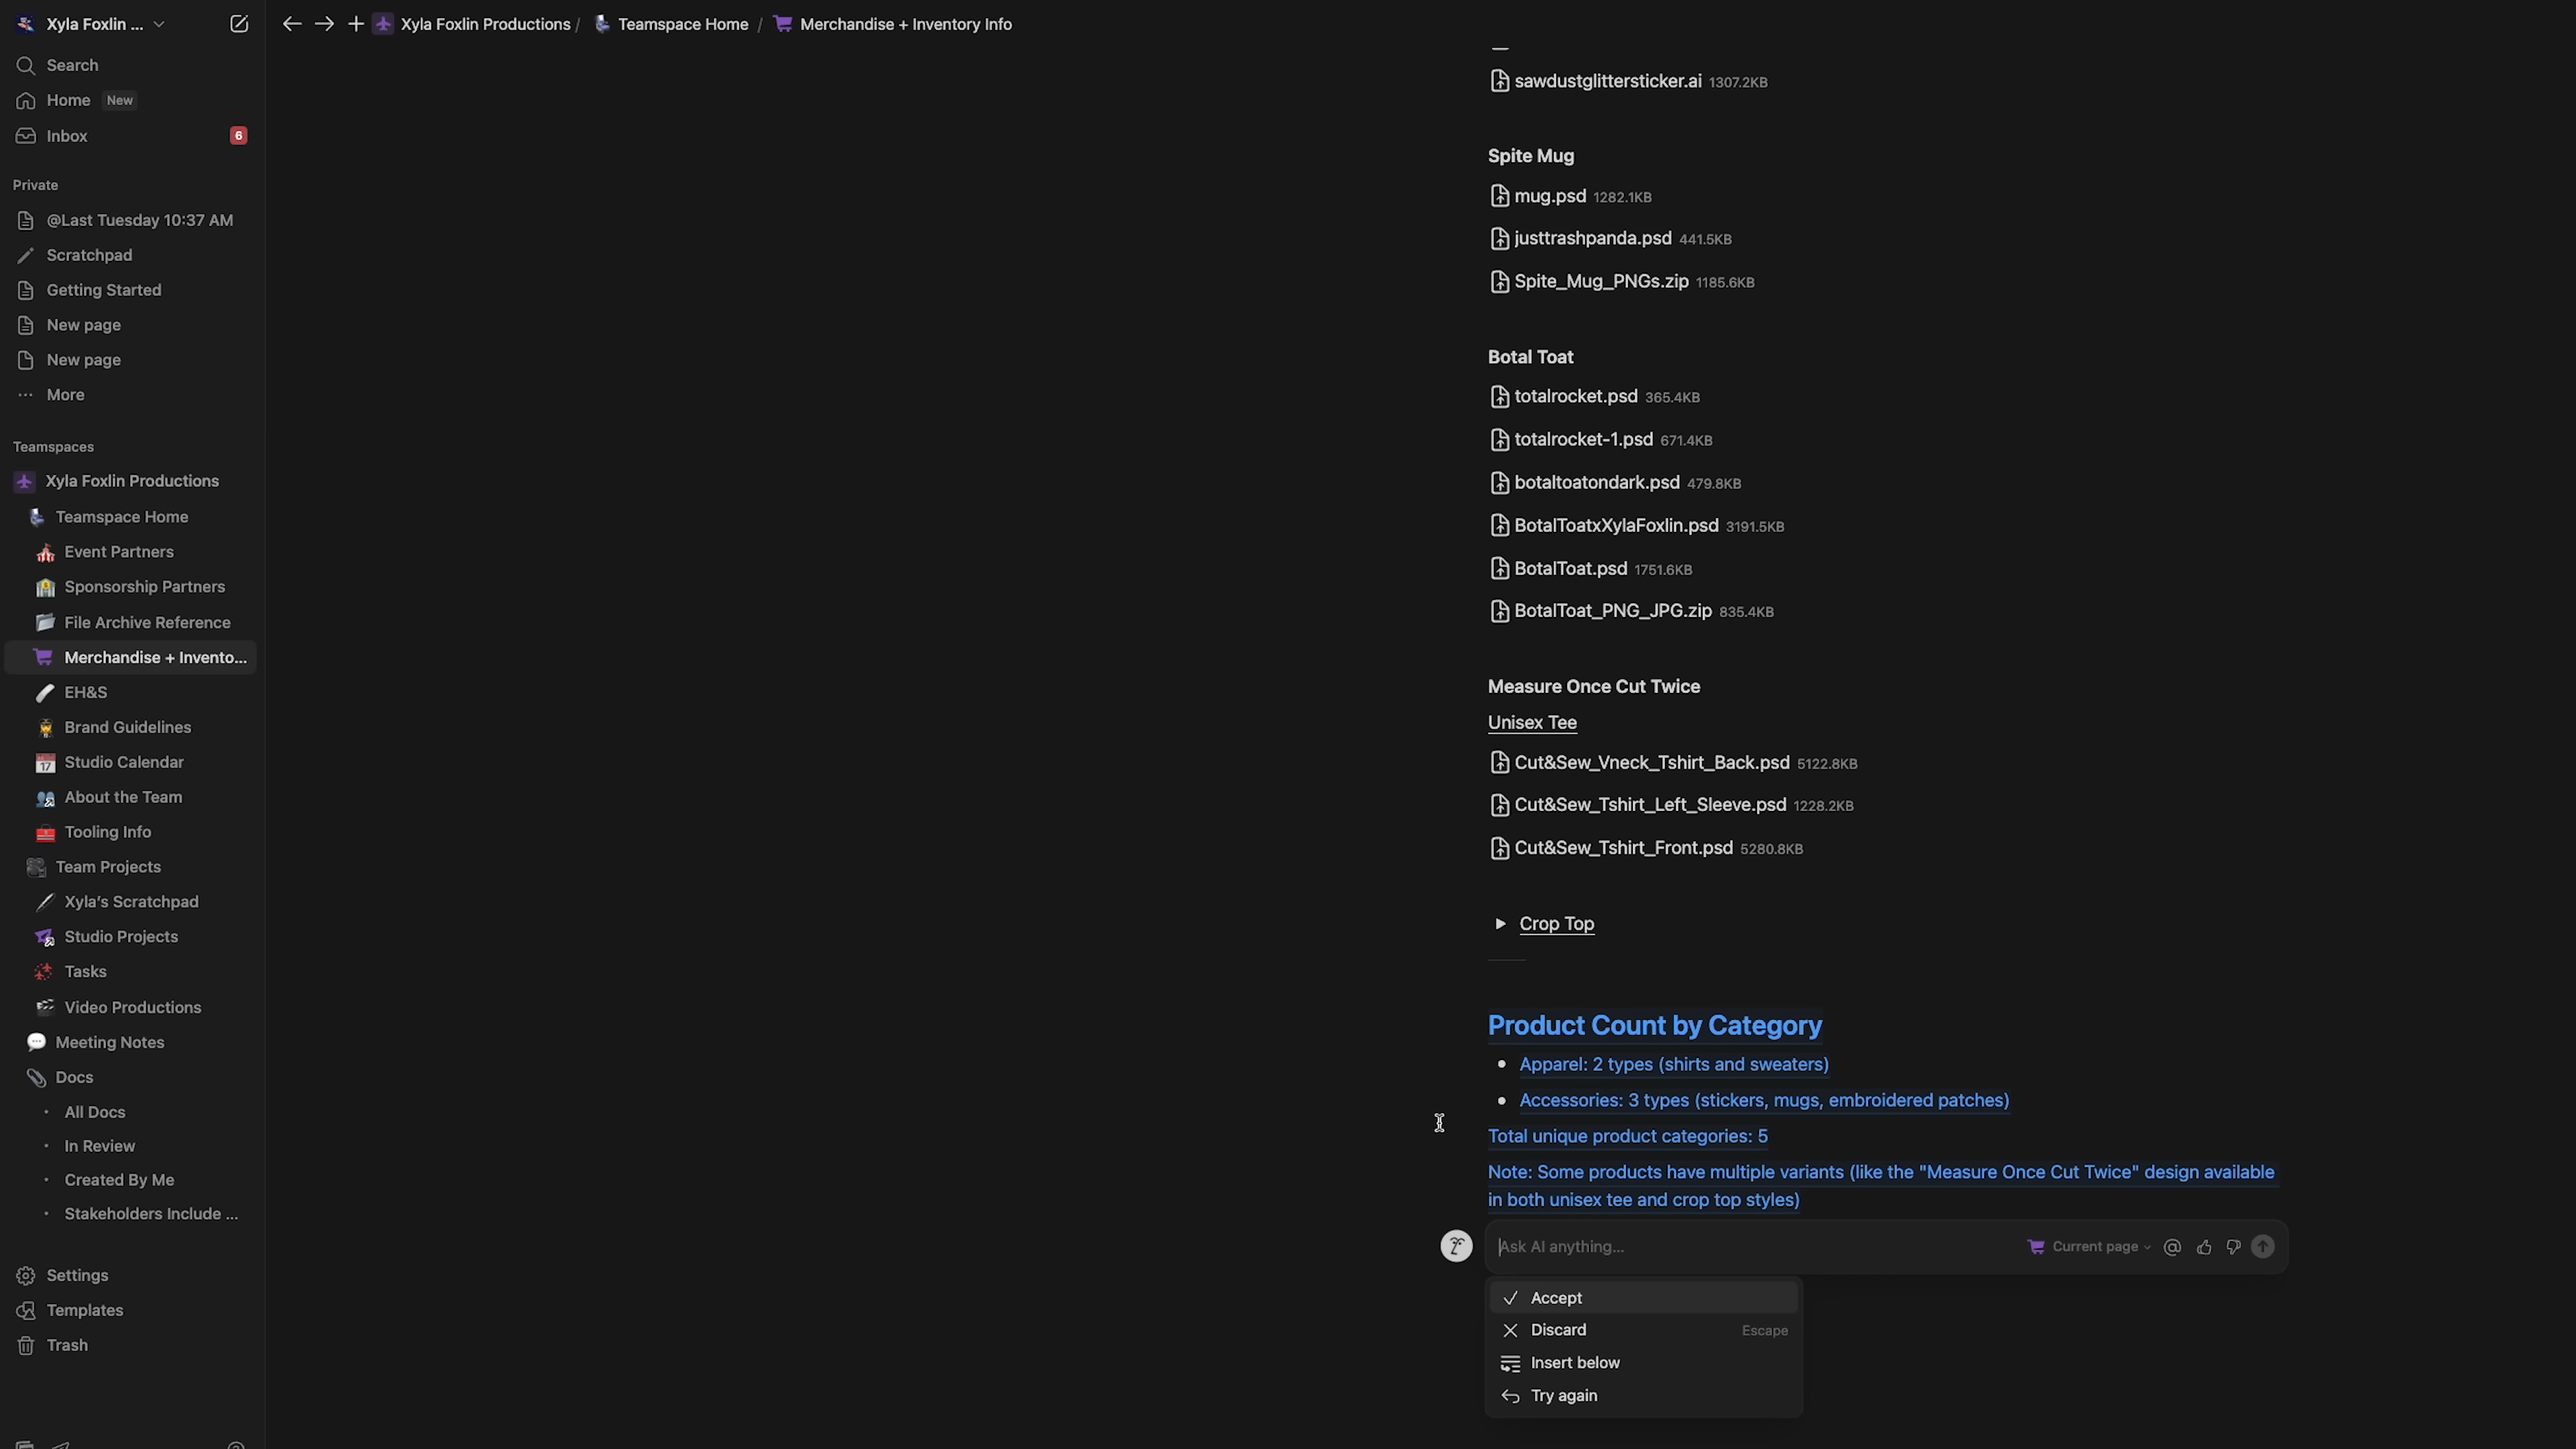 Xyla Foxlin ...
Search
Home New
Inbox 6
Private
@Last Tuesday 10:37 AM
Scratchpad
Getting Started
New page
New page
More
Teamspaces
Xyla Foxlin Productions
Teamspace Home
Event Partners
Sponsorship Partners
File Archive Reference
Merchandise + Invento...
EH&S
Brand Guidelines
17 Studio Calendar
About the Team
Tooling Info
Team Projects
Xyla's Scratchpad
Studio Projects
Tasks
Video Productions
Meeting Notes
Docs
All Docs
In Review
Created By Me
Stakeholders Include ...
Settings
Templates
Trash
Xyla Foxlin Productions / Teamspace Home / Merchandise + Inventory Info
sawdustglittersticker.ai 1307.2KB
Spite Mug
mug.psd 1282.1KB
justtrashpanda.psd 441.5KB
Spite_Mug_PNGs.zip 1185.6KB
Botal Toat
totalrocket.psd 365.4KB
totalrocket-1.psd 671.4KB
botaltoatondark.psd 479.8KB
BotalToatxXylaFoxlin.psd 3191.5KB
BotalToat.psd 1751.6KB
BotalToat_PNG_JPG.zip 835.4KB
Measure Once Cut Twice
Unisex Tee
Cut&Sew_Vneck_Tshirt_Back.psd 5122.8KB
Cut&Sew_Tshirt_Left_Sleeve.psd 1228.2KB
Cut&Sew_Tshirt_Front.psd 5280.8KB
Crop Top
Product Count by Category
Apparel: 2 types (shirts and sweaters)
Accessories: 3 types (stickers, mugs, embroidered patches)
Total unique product categories: 5
Note: Some products have multiple variants (like the "Measure Once Cut Twice" design available
in both unisex tee and crop top styles)
Ask AI anything... Current page
Accept
Discard Escape
Insert below
Try again